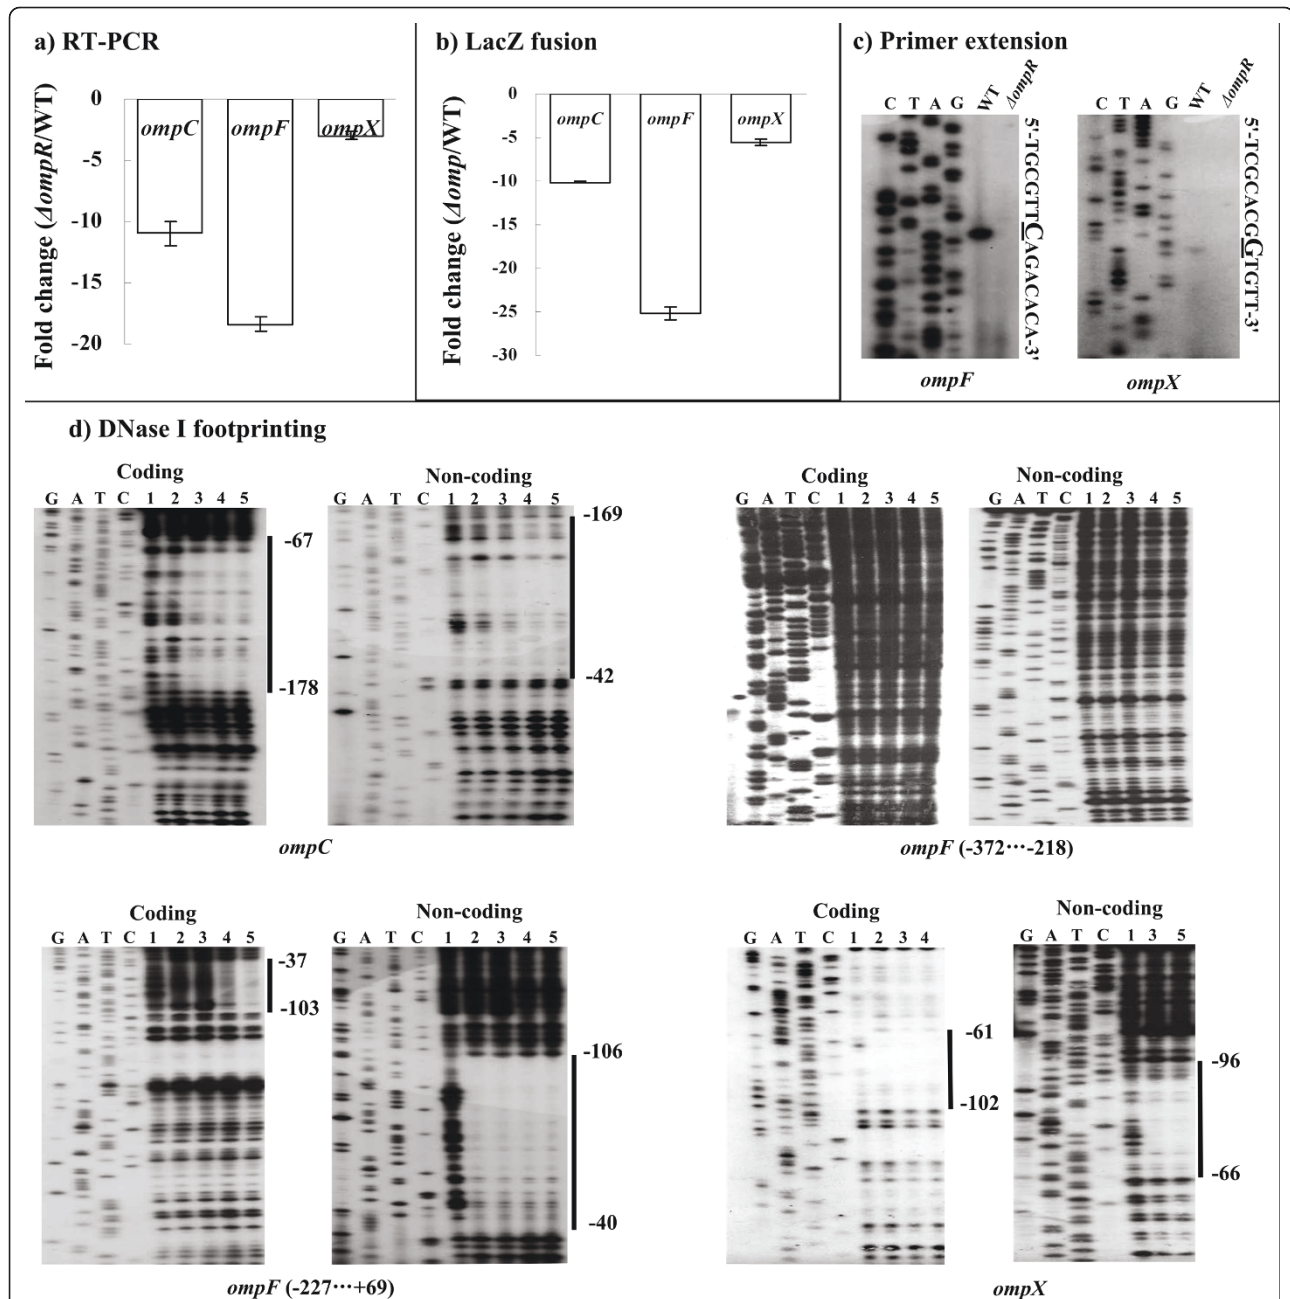 a) RT-PCR
Fold change (ΔompR/WT)
0
-5
-10
-15
-20
ompC
ompF
ompX
b) LacZ fusion
Fold change (Δomp/WT)
0
-5
-10
-15
-20
-25
-30
ompC
ompF
ompX
c) Primer extension
C T A G WT ΔompR
5'-TGCGTTCAGACACA-3'
ompF
C T A G WT ΔompR
5'-TCGCACGGTGTT-3'
ompX
d) DNase I footprinting
Coding
G A T C 1 2 3 4 5
-67
-178
Non-coding
G A T C 1 2 3 4 5
-169
-42
ompC
Coding
G A T C 1 2 3 4 5
Non-coding
G A T C 1 2 3 4 5
ompF (-372···-218)
Coding
G A T C 1 2 3 4 5
-37
-103
Non-coding
G A T C 1 2 3 4 5
-106
-40
ompF (-227···+69)
Coding
G A T C 1 2 3 4
-61
-102
Non-coding
G A T C 1 3 5
-96
-66
ompX